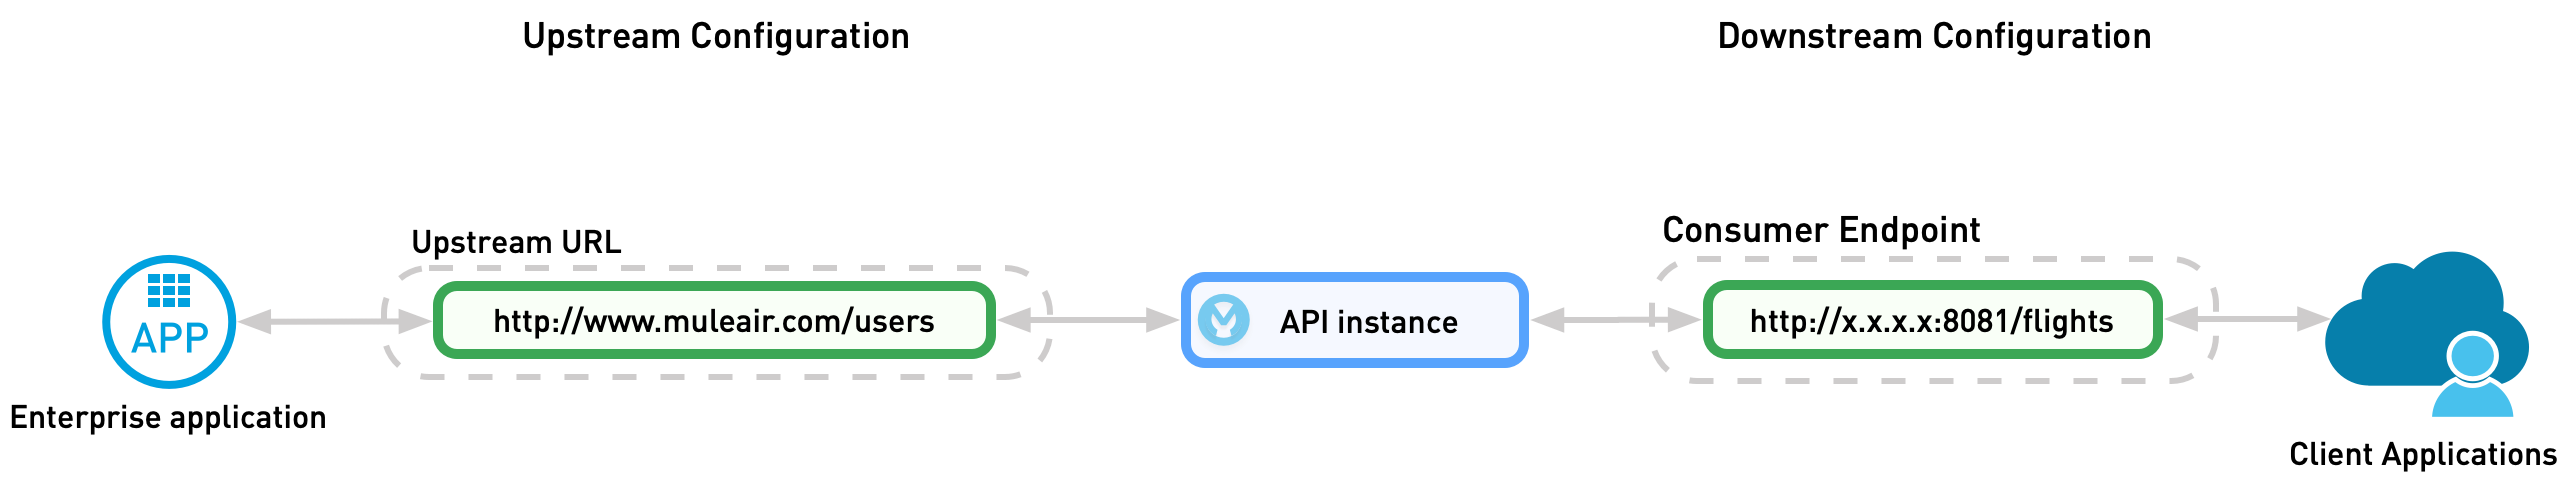 Upstream Configuration
Downstream Configuration
Upstream URL
Consumer Endpoint
APP
http://www.muleair.com/users
API instance
http://x.x.x.x:8081/flights
Enterprise application
Client Applications